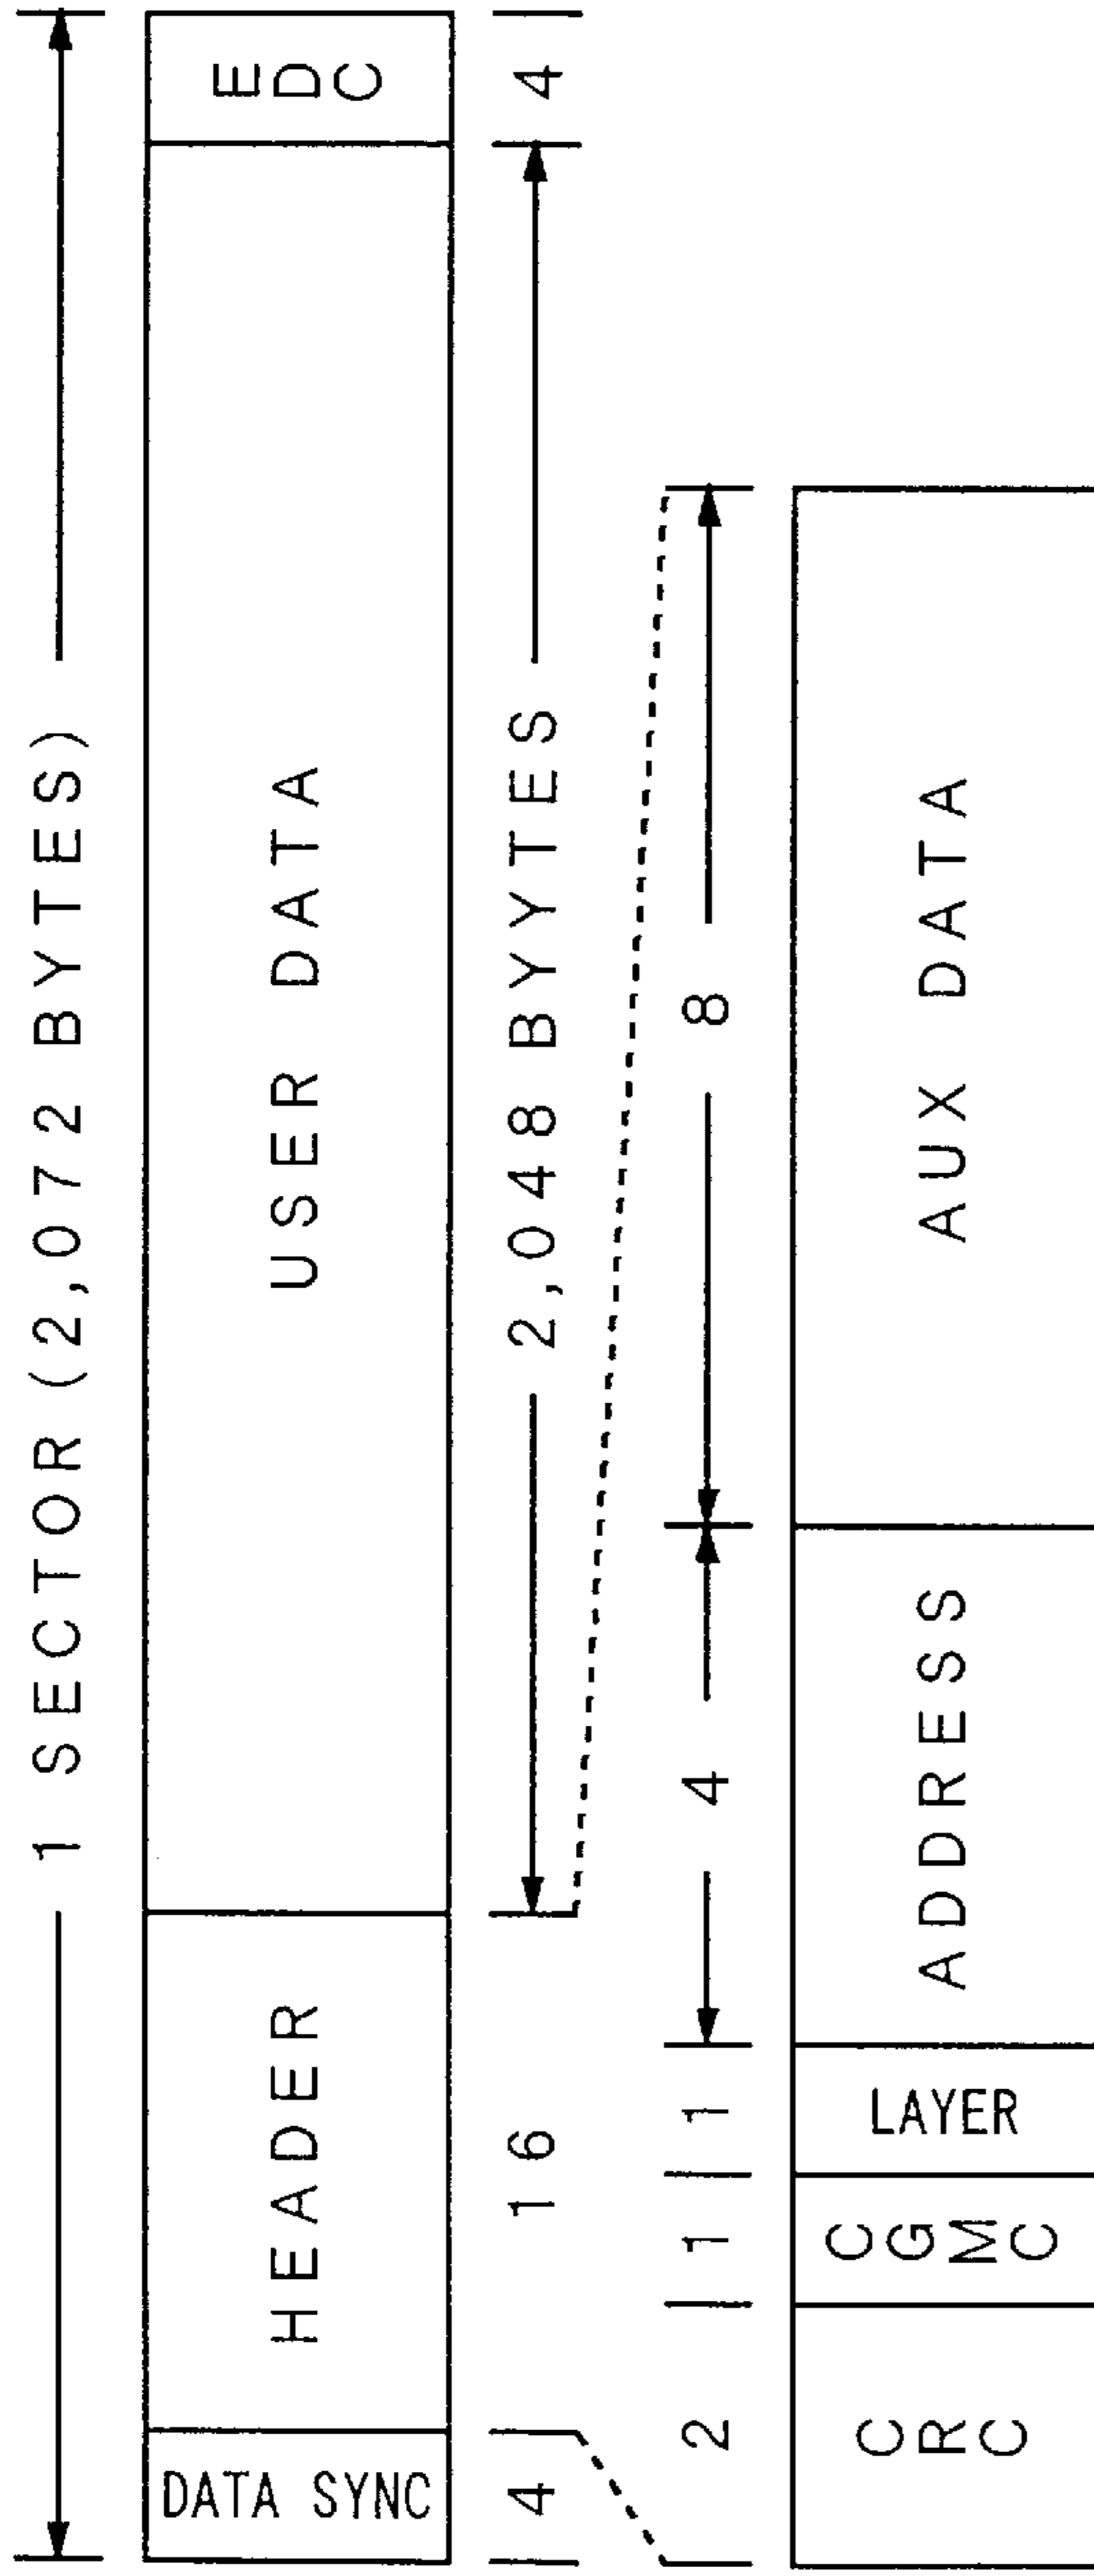 1 SECTOR (2,072 BYTES)
DATA SYNC
HEADER
USER DATA
EDC
4
16
2,048 BYYTES
4
2
1
1
4
8
CRC
CGMC
LAYER
ADDRESS
AUX DATA